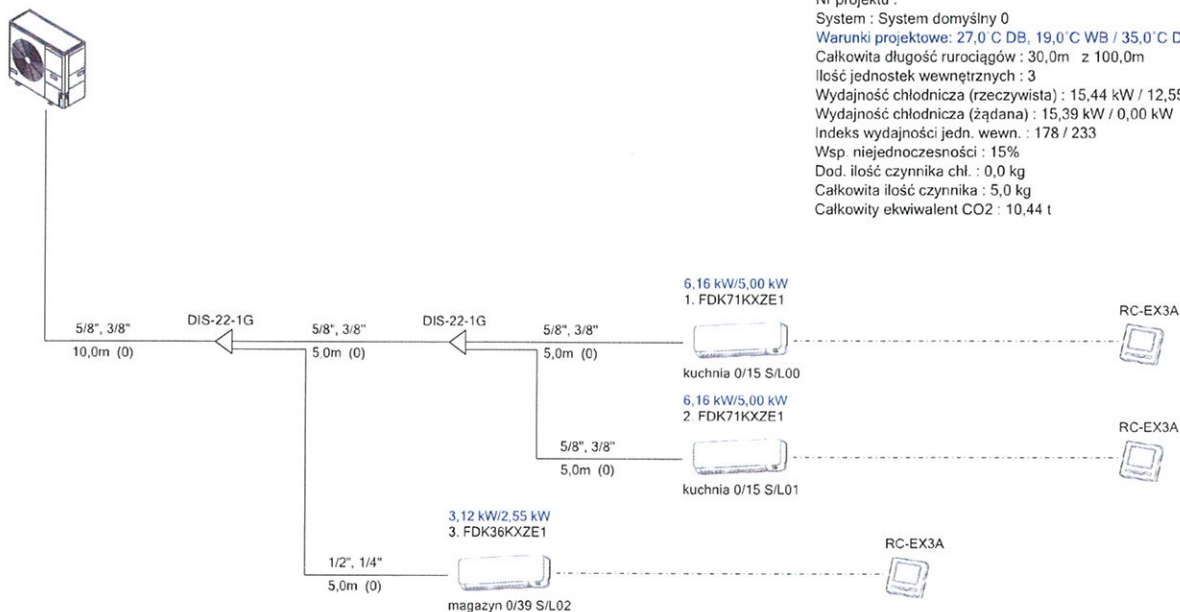 Nr projektu :
System : System domyślny 0
Warunki projektowe: 27,0°C DB, 19,0°C WB / 35,0°C D
Całkowita długość rurociągów : 30,0m z 100,0m
Ilość jednostek wewnętrznych : 3
Wydajność chłodnicza (rzeczywista) : 15,44 kW / 12,55
Wydajność chłodnicza (żądana) : 15,39 kW / 0,00 kW
Indeks wydajności jedn. wewn. : 178 / 233
Wsp. niejednoczesności : 15%
Dod. ilość czynnika chł. : 0,0 kg
Całkowita ilość czynnika : 5,0 kg
Całkowity ekwiwalent CO2 : 10,44 t
6,16 kW/5,00 kW
1. FDK71KXZE1
RC-EX3A
5/8", 3/8"
DIS-22-1G
5/8", 3/8"
DIS-22-1G
5/8", 3/8"
10,0m (0)
5,0m (0)
5,0m (0)
kuchnia 0/15 S/L00
6,16 kW/5,00 kW
2. FDK71KXZE1
RC-EX3A
5/8", 3/8"
5,0m (0)
kuchnia 0/15 S/L01
3,12 kW/2,55 kW
3. FDK36KXZE1
RC-EX3A
1/2", 1/4"
5,0m (0)
magazyn 0/39 S/L02